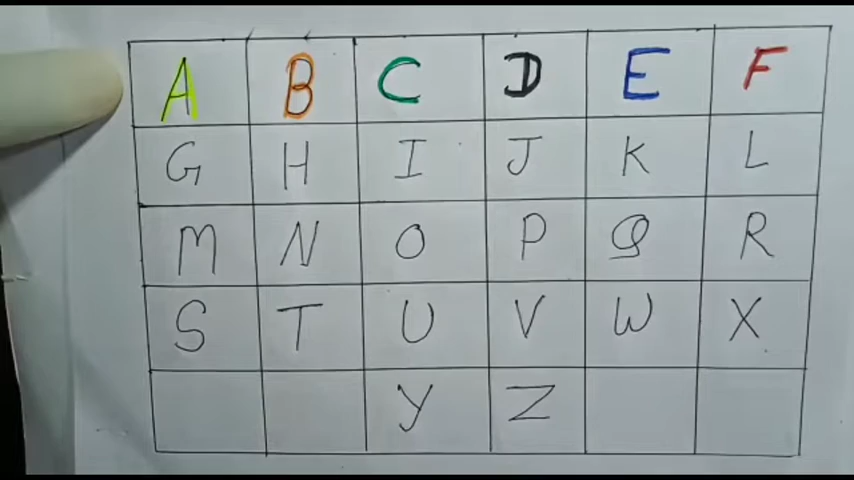 A B C D E F
G H I J K L
M N O P Q R
S T U V W X
Y Z